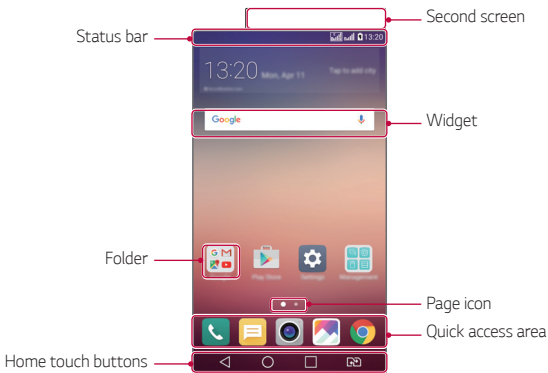 Second screen
Status bar
13:20
13:20 Mon, Apr 11 Tap to add city
Google
Widget
Folder
G M
Play Store Settings Management
Page icon
Quick access area
Home touch buttons